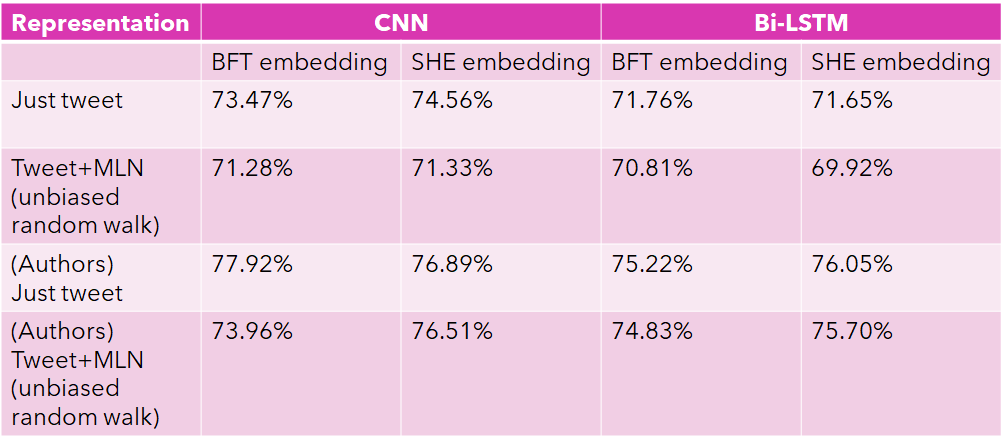 Representation CNN Bi-LSTM
BFT embedding SHE embedding BFT embedding SHE embedding
Just tweet 73.47% 74.56% 71.76% 71.65%
Tweet+MLN 71.28% 71.33% 70.81% 69.92%
(unbiased
random walk)
(Authors) 77.92% 76.89% 75.22% 76.05%
Just tweet
(Authors) 73.96% 76.51% 74.83% 75.70%
Tweet+MLN
(unbiased
random walk)